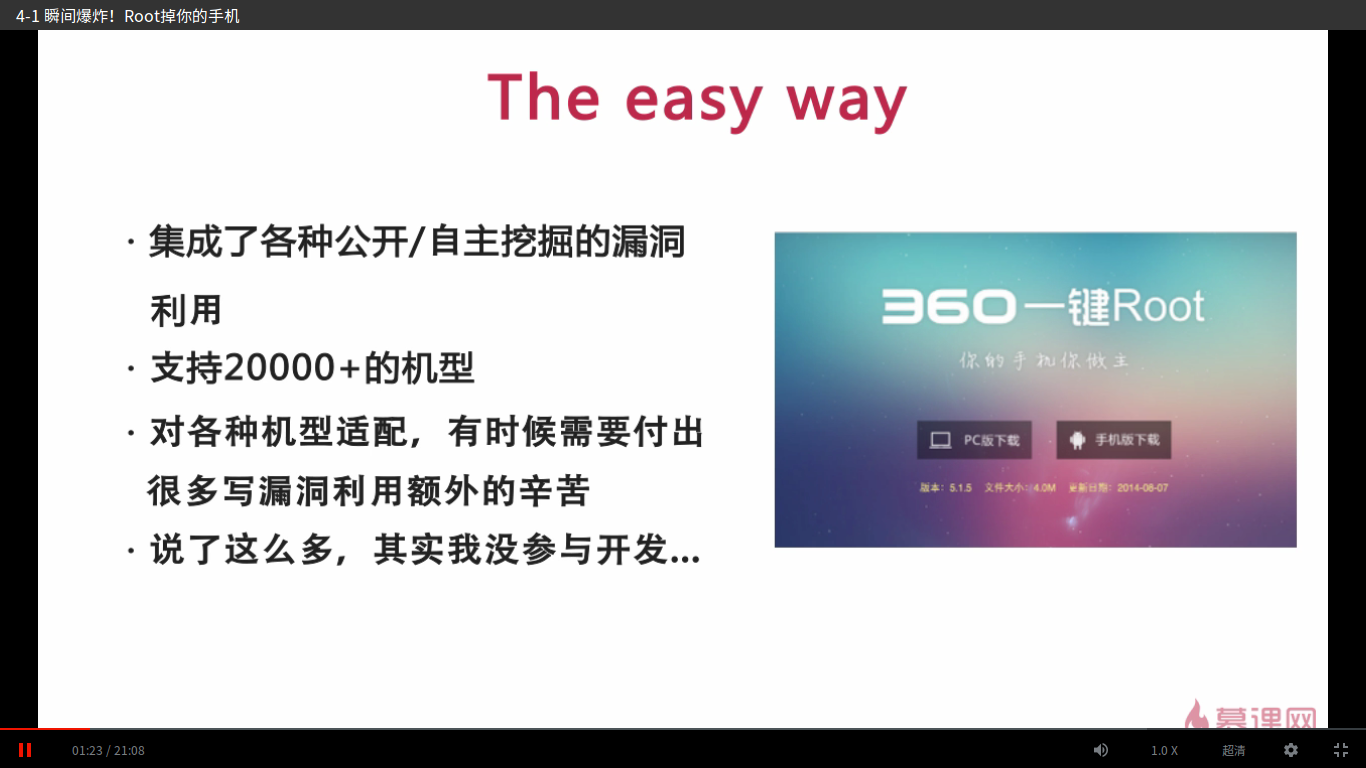 4-1 瞬间爆炸！Root掉你的手机
The easy way
· 集成了各种公开/自主挖掘的漏洞
利用
· 支持20000+的机型
· 对各种机型适配，有时候需要付出
很多写漏洞利用额外的辛苦
· 说了这么多，其实我没参与开发...
360一键Root
你的手机你做主
PC版下载 手机版下载
版本：5.1.5 文件大小：4.0M 更新日期：2014-08-07
慕课网
01:23 / 21:08 1.0 X 超清